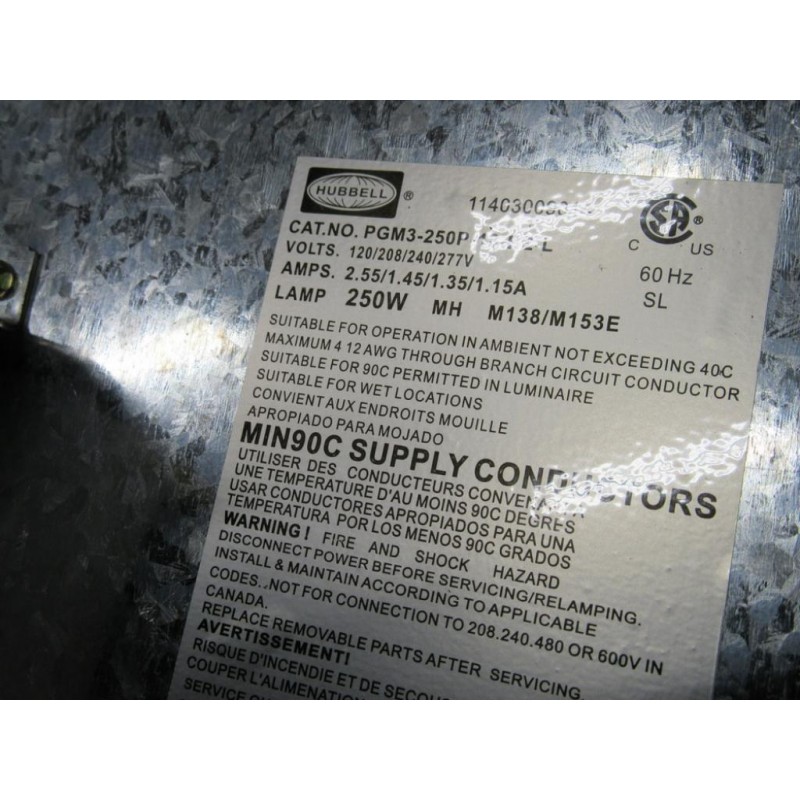 HUBBELL ®
CAT.NO. PGM3-250P
VOLTS. 120/208/240/277V
AMPS. 2.55/1.45/1.35/1.15A
LAMP 250W MH M138/M153E
SA ®
C US
60 Hz
SL
SUITABLE FOR OPERATION IN AMBIENT NOT EXCEEDING 40C
MAXIMUM 4 12 AWG THROUGH BRANCH CIRCUIT CONDUCTOR
SUITABLE FOR 90C PERMITTED IN LUMINAIRE
SUITABLE FOR WET LOCATIONS
CONVIENT AUX ENDROITS MOUILLE
APROPIADO PARA MOJADO
MIN90C SUPPLY CONDUCTORS
UTILISER DES CONDUCTEURS
UNE TEMPERATURE D'AU MOINS 90C DEGRES
USAR CONDUCTORES APROPIADOS PARA UNA
TEMPERATURA POR LOS MENOS 90C GRADOS
WARNING! FIRE AND SHOCK HAZARD
DISCONNECT POWER BEFORE SERVICING/RELAMPING.
INSTALL & MAINTAIN ACCORDING TO APPLICABLE
CODES..NOT FOR CONNECTION TO 208.240.480 OR 600V IN
CANADA.
REPLACE REMOVABLE PARTS AFTER SERVICING.
AVERTISSEMENT!
RISQUE D'INCENDIE ET DE SECOU
COUPER L'ALIMENATION
SERVICE OU